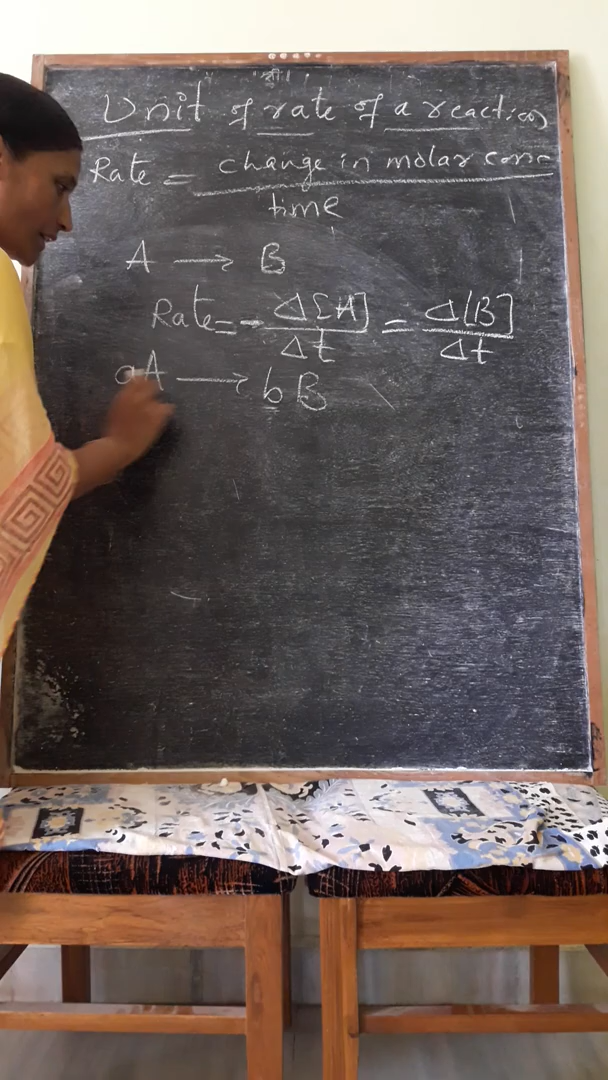 श्री
Unit of rate of a reaction
Rate = change in molar conc
time
A → B
Rate = - Δ[A] / Δt = Δ[B] / Δt
aA → bB